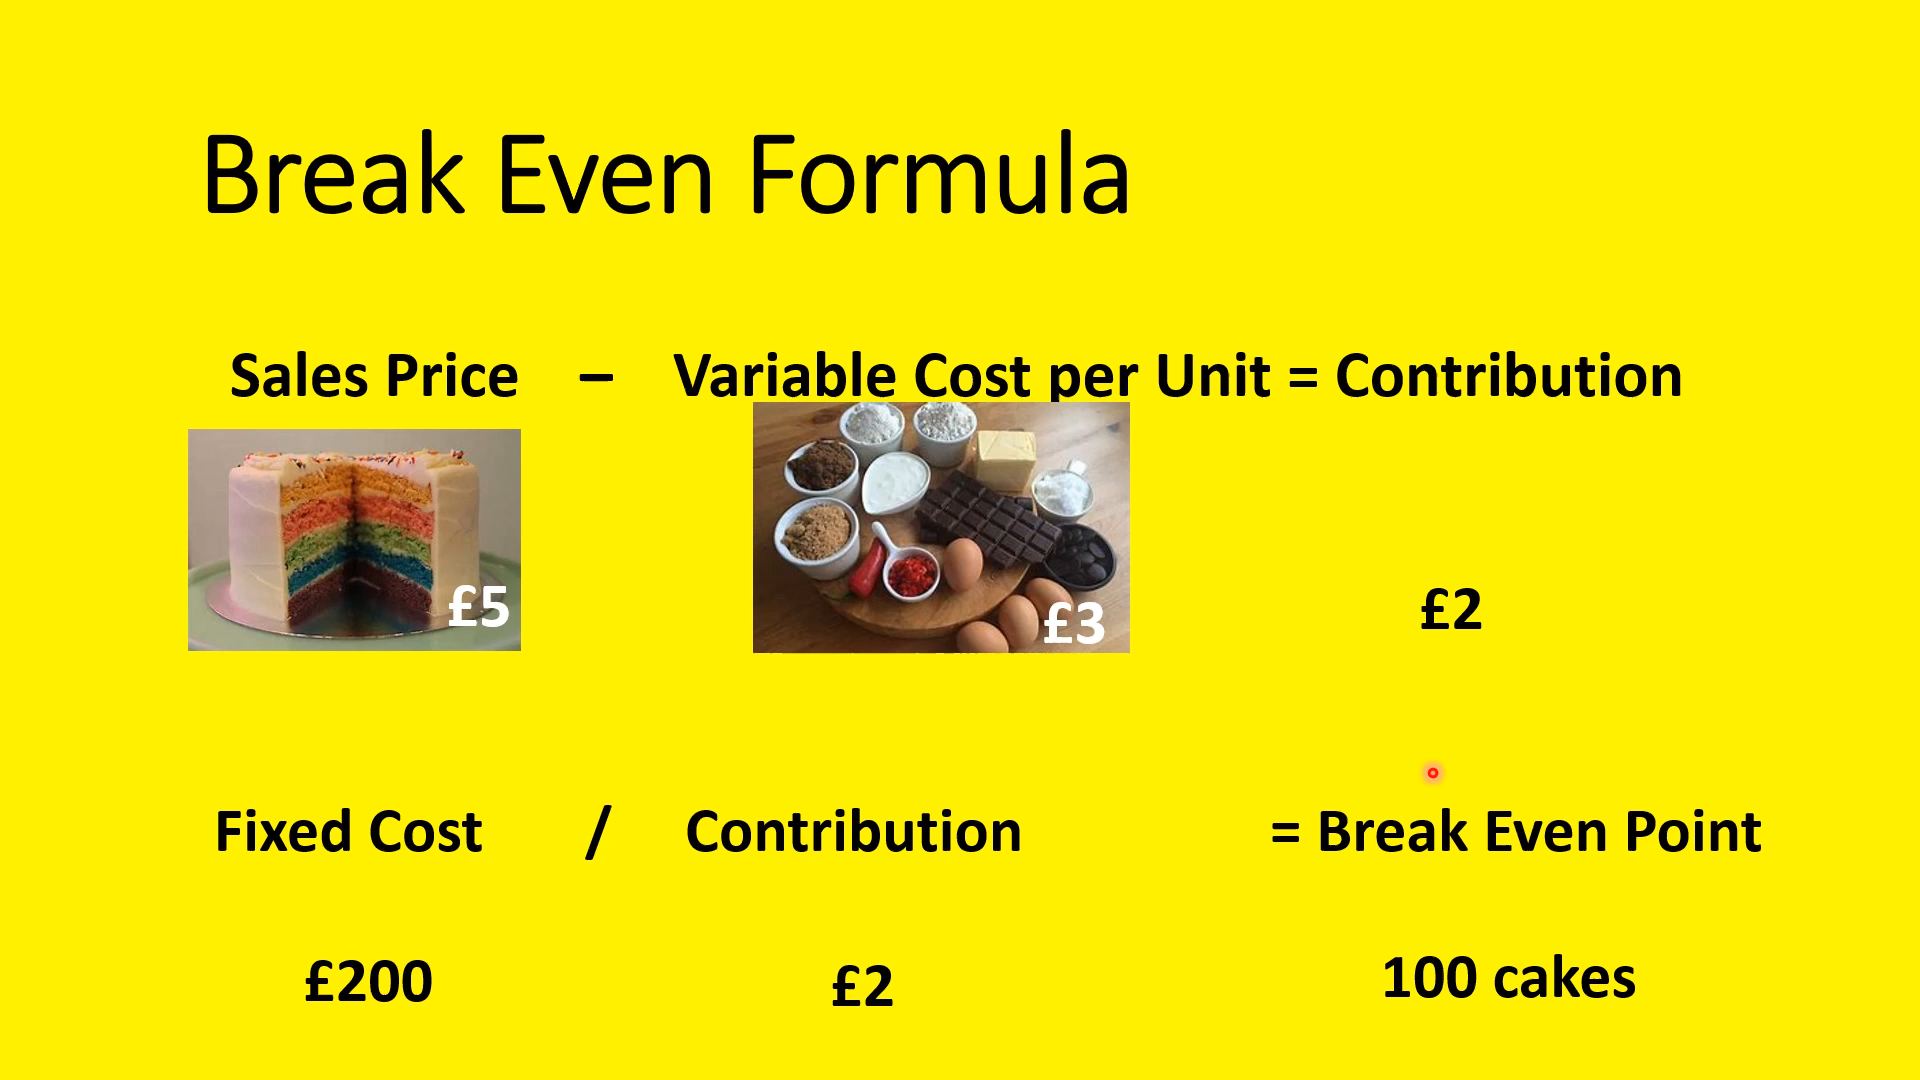 Break Even Formula
Sales Price – Variable Cost per Unit = Contribution
£5 £3 £2
Fixed Cost / Contribution = Break Even Point
£200 £2 100 cakes